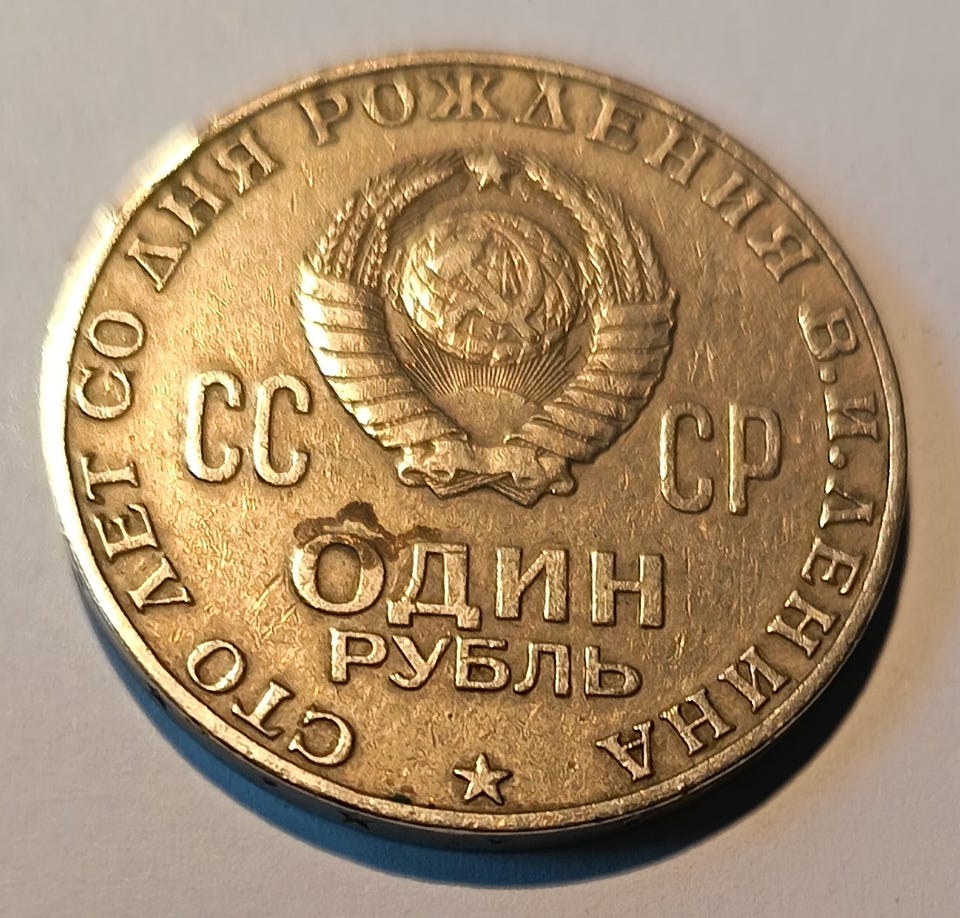 СТО ЛЕТ СО ДНЯ РОЖДЕНИЯ В.И.ЛЕНИНА
СС СР
ОДИН
РУБЛЬ